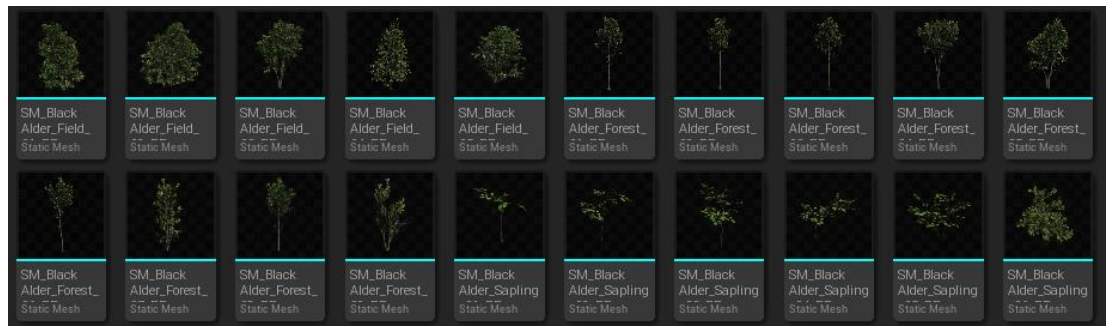 SM_Black
Alder_Field_
Static Mesh
SM_Black
Alder_Field_
Static Mesh
SM_Black
Alder_Field_
Static Mesh
SM_Black
Alder_Field_
Static Mesh
SM_Black
Alder_Field_
Static Mesh
SM_Black
Alder_Forest_
Static Mesh
SM_Black
Alder_Forest_
Static Mesh
SM_Black
Alder_Forest_
Static Mesh
SM_Black
Alder_Forest_
Static Mesh
SM_Black
Alder_Forest_
Static Mesh
SM_Black
Alder_Forest_
Static Mesh
SM_Black
Alder_Forest_
Static Mesh
SM_Black
Alder_Forest_
Static Mesh
SM_Black
Alder_Forest_
Static Mesh
SM_Black
Alder_Sapling
Static Mesh
SM_Black
Alder_Sapling
Static Mesh
SM_Black
Alder_Sapling
Static Mesh
SM_Black
Alder_Sapling
Static Mesh
SM_Black
Alder_Sapling
Static Mesh
SM_Black
Alder_Sapling
Static Mesh